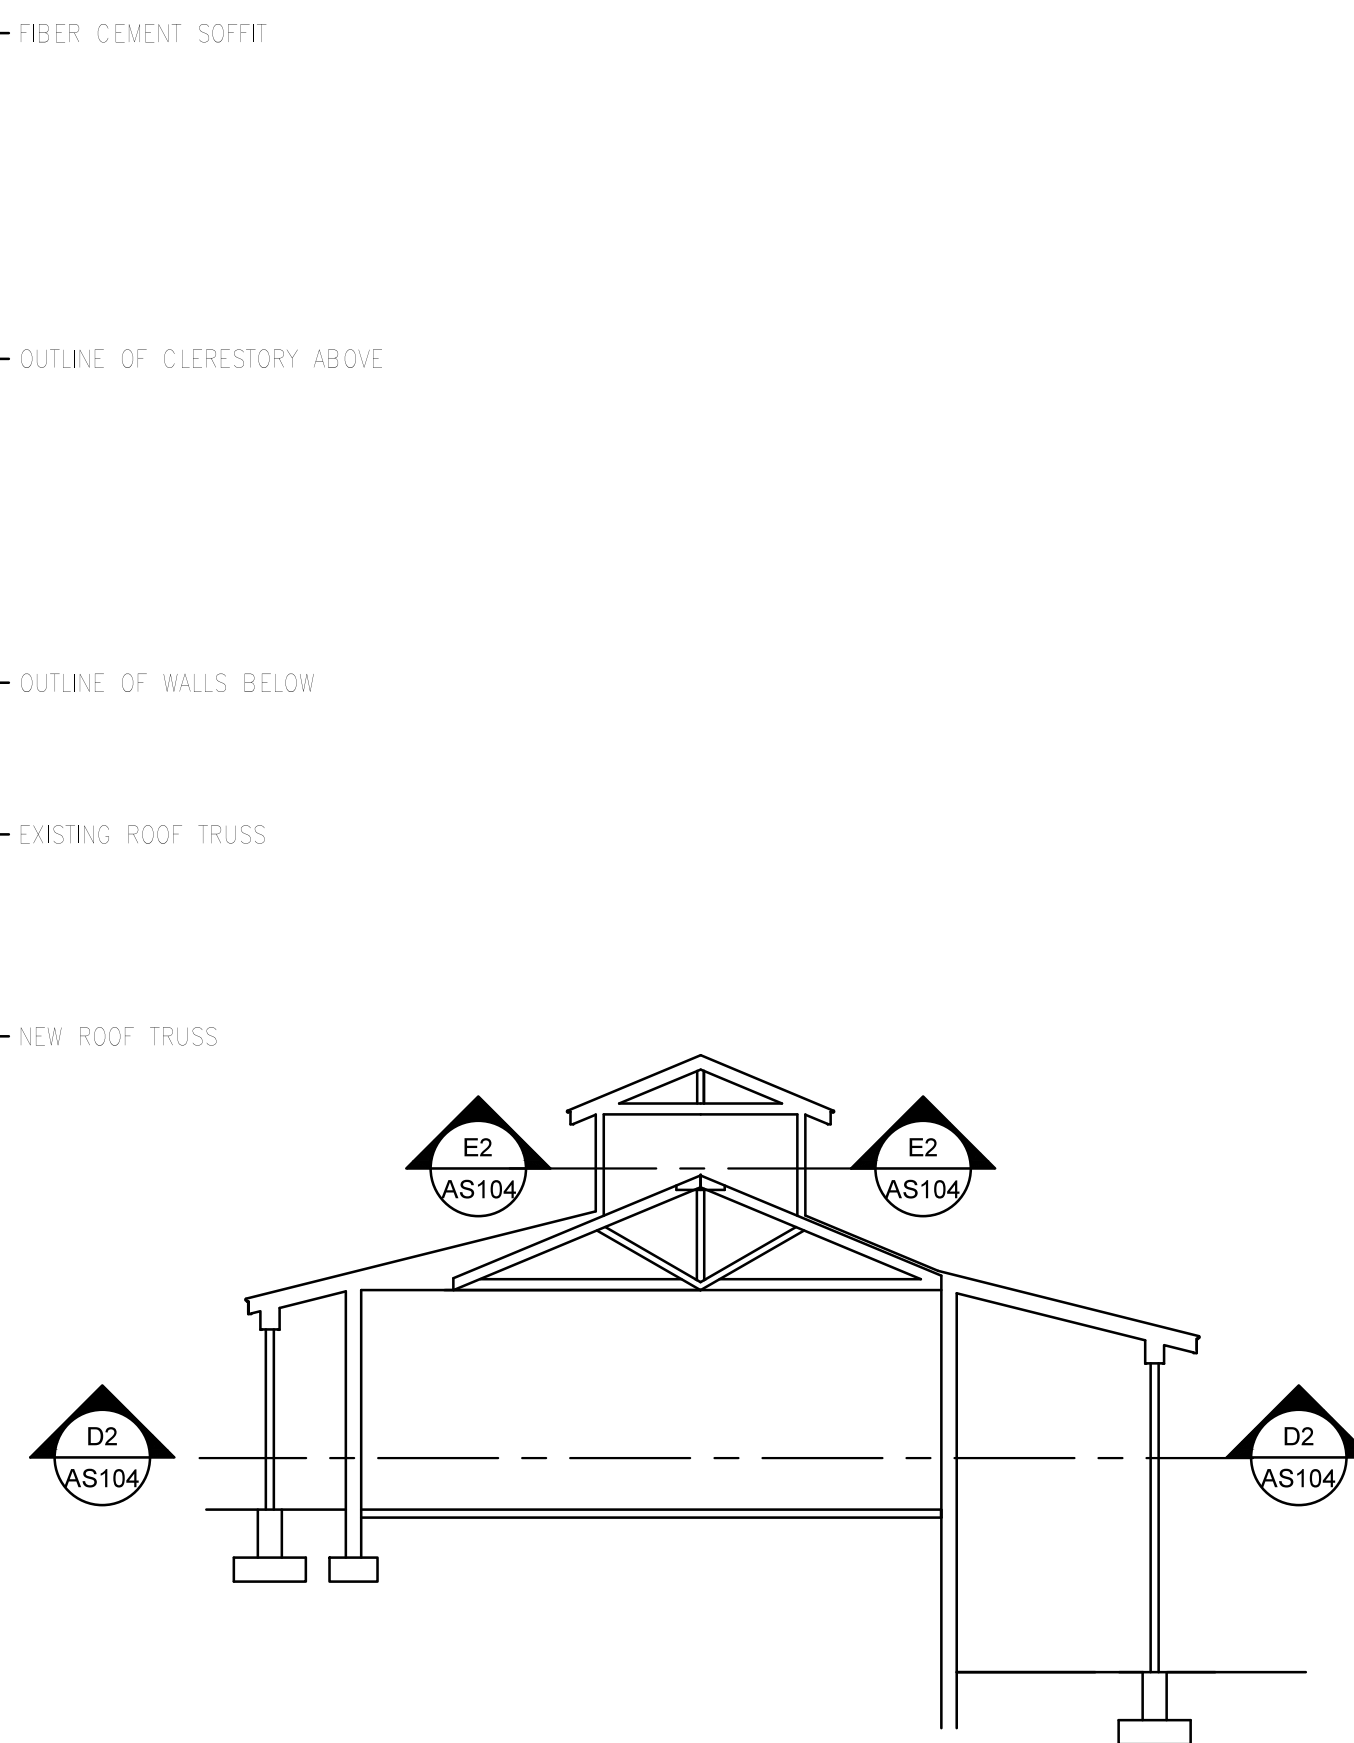 FIBER CEMENT SOFFIT
OUTLINE OF CLERESTORY ABOVE
OUTLINE OF WALLS BELOW
EXISTING ROOF TRUSS
NEW ROOF TRUSS
E2
AS104
E2
AS104
D2
AS104
D2
AS104